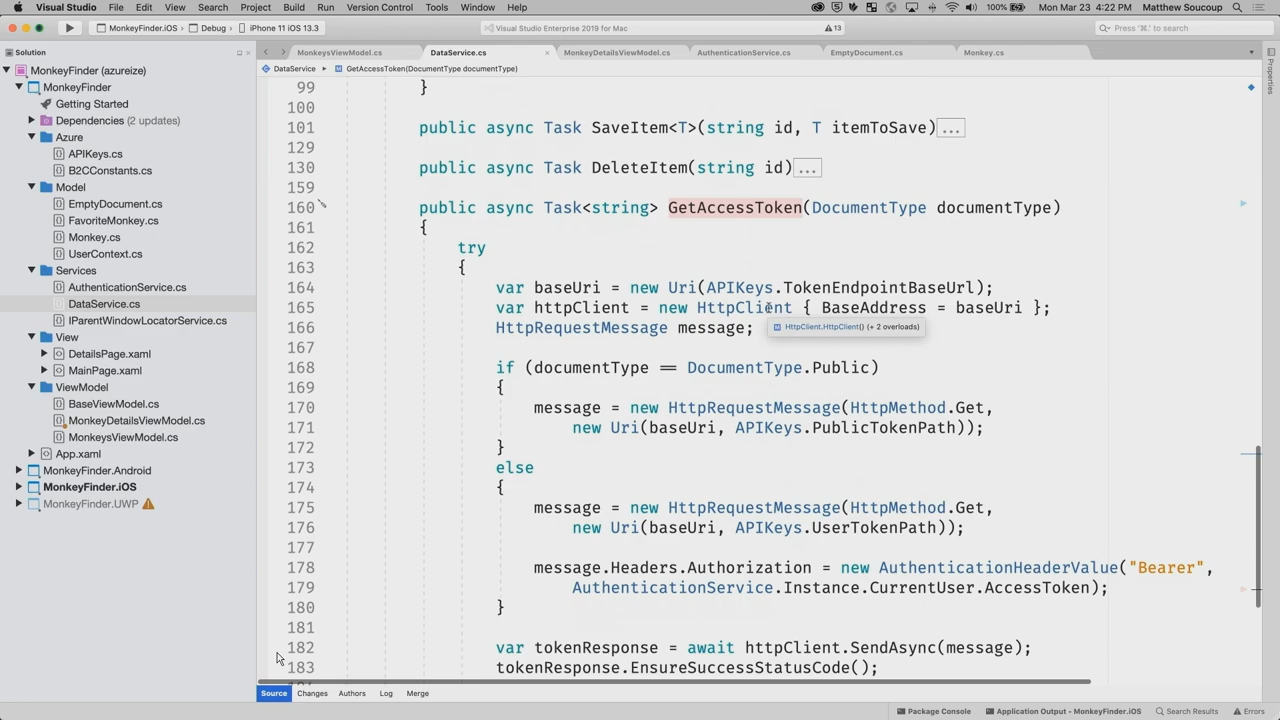 Visual Studio File Edit View Search Project Build Run Version Control Tools Window Help 100% Mon Mar 23 4:22 PM Matthew Soucoup
MonkeyFinder.iOS Debug iPhone 11 iOS 13.3 Visual Studio Enterprise 2019 for Mac 13 Press '⌘.' to search
Solution
MonkeyFinder (azureize)
MonkeyFinder
Getting Started
Dependencies (2 updates)
Azure
APIKeys.cs
B2CConstants.cs
Model
EmptyDocument.cs
FavoriteMonkey.cs
Monkey.cs
UserContext.cs
Services
AuthenticationService.cs
DataService.cs
IParentWindowLocatorService.cs
View
DetailsPage.xaml
MainPage.xaml
ViewModel
BaseViewModel.cs
MonkeyDetailsViewModel.cs
MonkeysViewModel.cs
App.xaml
MonkeyFinder.Android
MonkeyFinder.iOS
MonkeyFinder.UWP
MonkeysViewModel.cs DataService.cs MonkeyDetailsViewModel.cs AuthenticationService.cs EmptyDocument.cs Monkey.cs
DataService GetAccessToken(DocumentType documentType)
99 }
100
101 public async Task SaveItem<T>(string id, T itemToSave)...
129
130 public async Task DeleteItem(string id)...
159
160 public async Task<string> GetAccessToken(DocumentType documentType)
161 {
162 try
163 {
164 var baseUri = new Uri(APIKeys.TokenEndpointBaseUrl);
165 var httpClient = new HttpClient { BaseAddress = baseUri };
166 HttpRequestMessage message;
HttpClient.HttpClient() (+ 2 overloads)
167
168 if (documentType == DocumentType.Public)
169 {
170 message = new HttpRequestMessage(HttpMethod.Get,
171 new Uri(baseUri, APIKeys.PublicTokenPath));
172 }
173 else
174 {
175 message = new HttpRequestMessage(HttpMethod.Get,
176 new Uri(baseUri, APIKeys.UserTokenPath));
177
178 message.Headers.Authorization = new AuthenticationHeaderValue("Bearer",
179 AuthenticationService.Instance.CurrentUser.AccessToken);
180 }
181
182 var tokenResponse = await httpClient.SendAsync(message);
183 tokenResponse.EnsureSuccessStatusCode();
Source Changes Authors Log Merge
Properties
Package Console Application Output - MonkeyFinder.iOS Search Results Errors